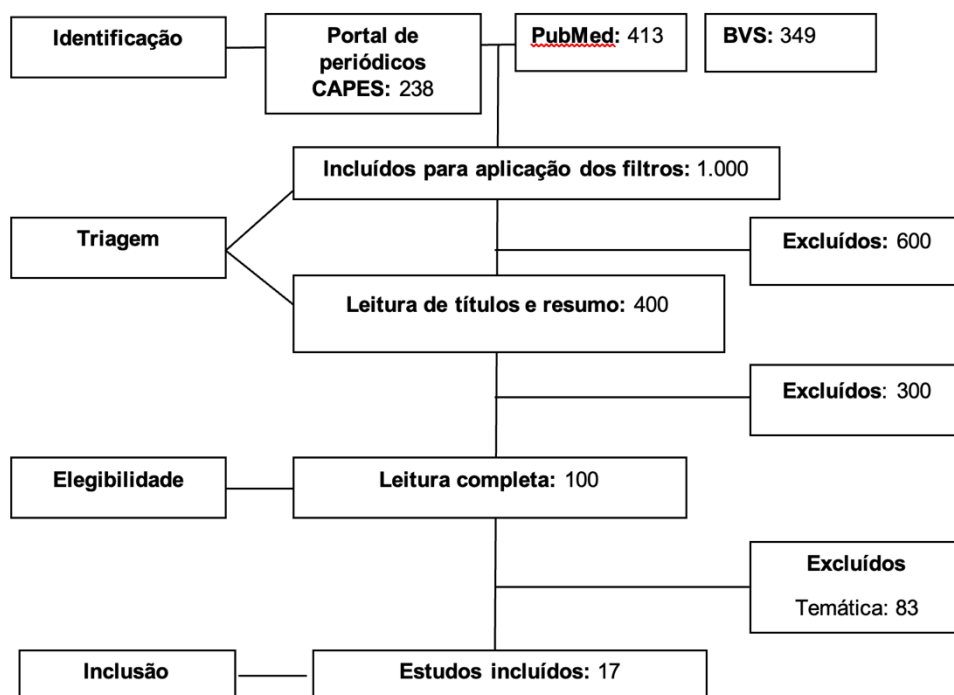 Identificação
Portal de
periódicos
CAPES: 238
PubMed: 413
BVS: 349
Incluídos para aplicação dos filtros: 1.000
Triagem
Excluídos: 600
Leitura de títulos e resumo: 400
Excluídos: 300
Elegibilidade
Leitura completa: 100
Excluídos
Temática: 83
Inclusão
Estudos incluídos: 17